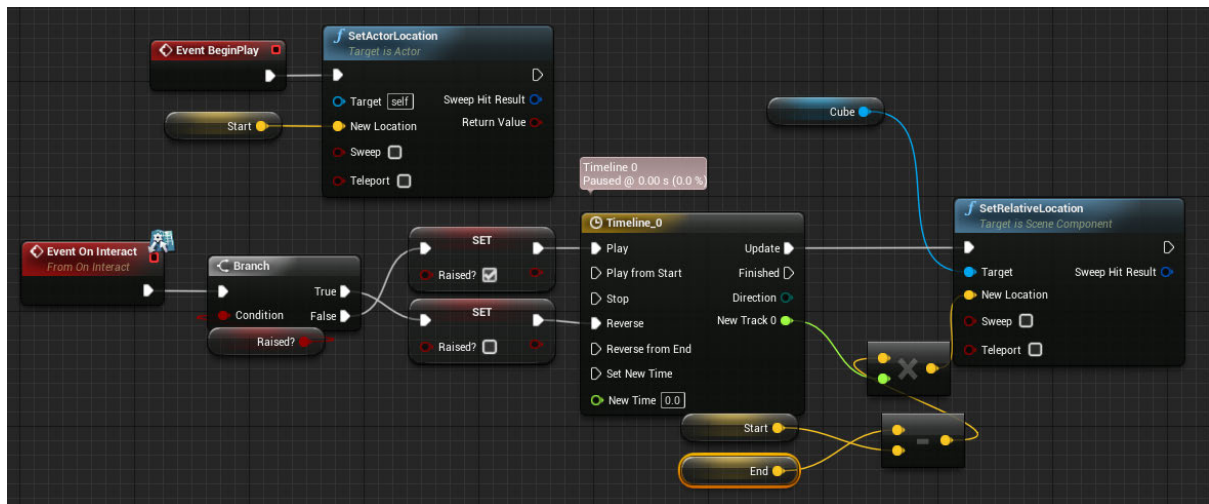 Event BeginPlay
SetActorLocation
Target is Actor
Target self
Sweep Hit Result
Start
New Location
Return Value
Sweep
Teleport
Cube
Timeline 0
Paused @ 0.00 s (0.0 %)
Event On Interact
From On Interact
Branch
True
Condition
False
Raised?
SET
Raised?
SET
Raised?
Timeline_0
Play
Update
Play from Start
Finished
Stop
Direction
Reverse
New Track 0
Reverse from End
Set New Time
New Time 0.0
SetRelativeLocation
Target is Scene Component
Target
Sweep Hit Result
New Location
Sweep
Teleport
Start
End